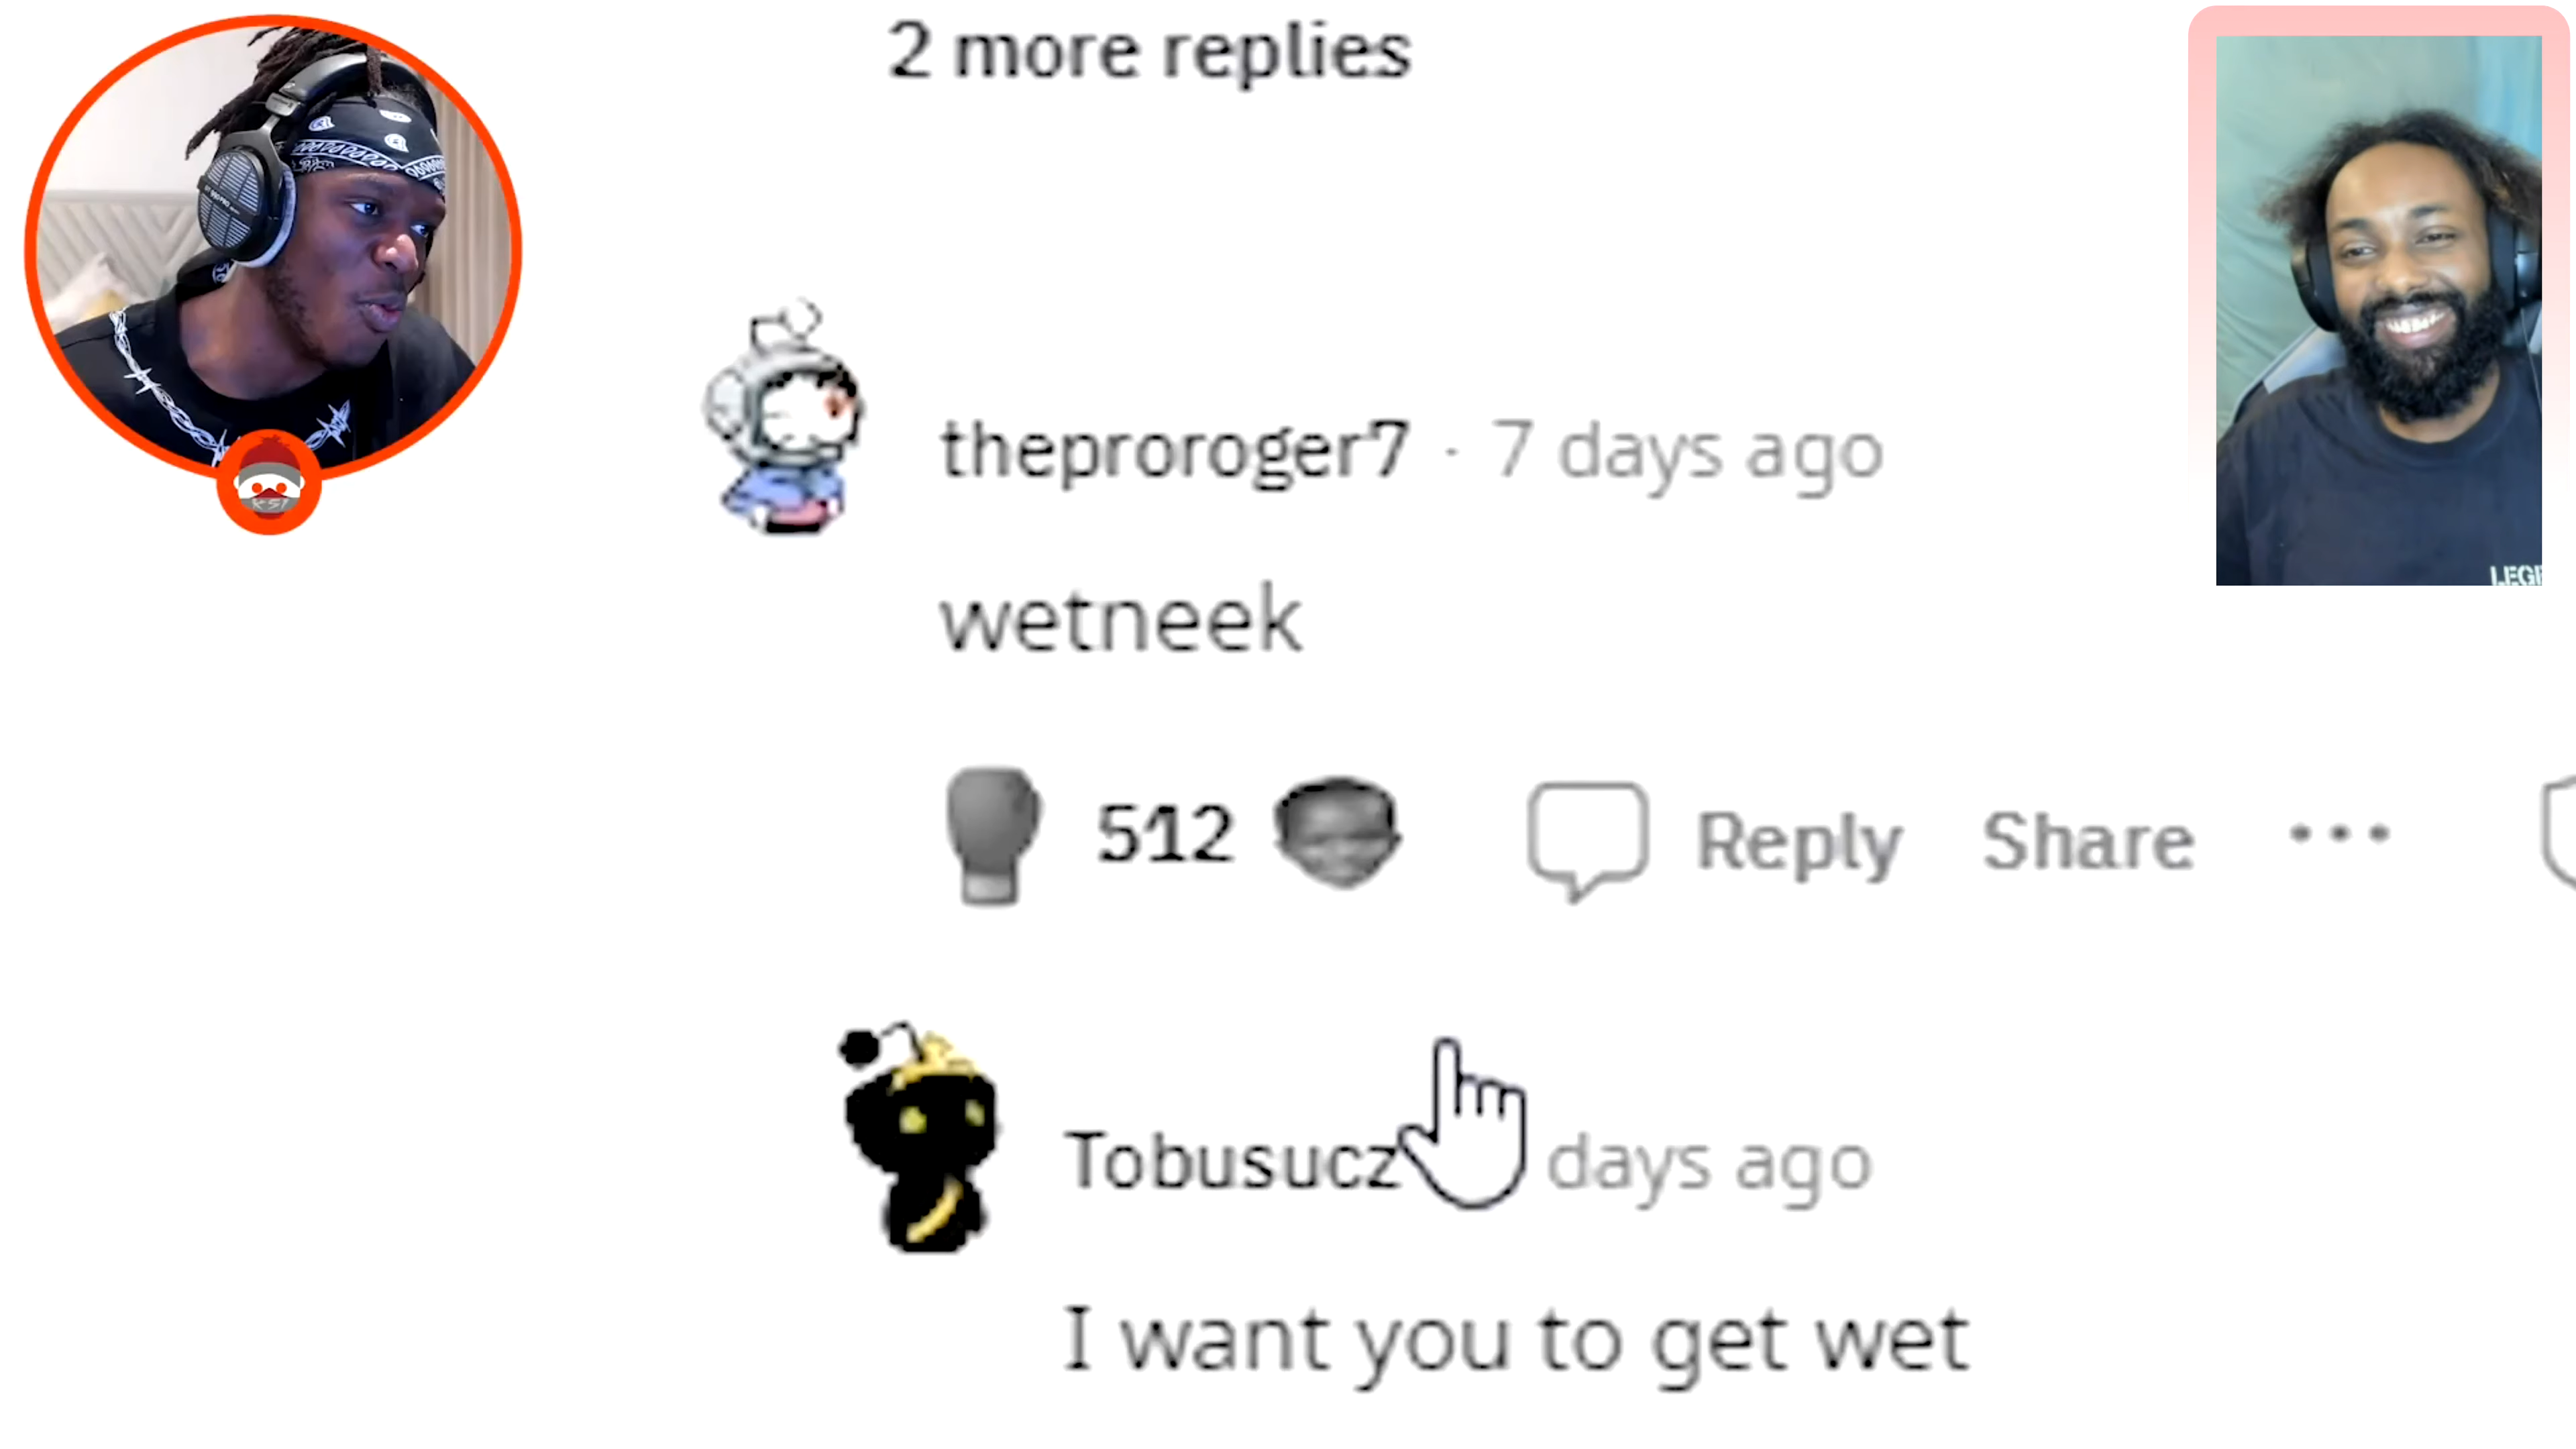 2 more replies
theproroger7 · 7 days ago
wetneek
512 Reply Share ...
Tobusucz days ago
I want you to get wet
KSI